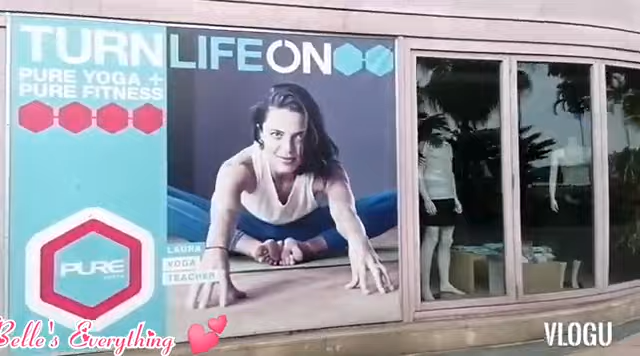 TURN LIFE ON
PURE YOGA +
PURE FITNESS
PURE
LAURA
YOGA
TEACHER
Belle's Everything
VLOGU